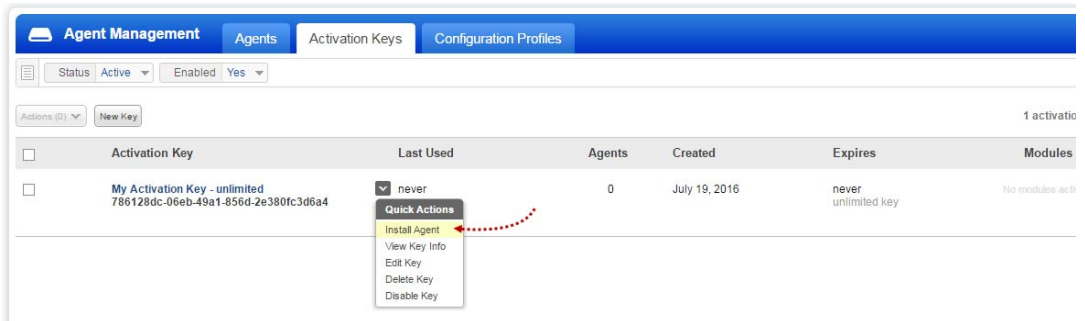 Agent Management Agents Activation Keys Configuration Profiles
Status Active Enabled Yes
Actions (0) New Key 1 activatio
Activation Key Last Used Agents Created Expires Modules
My Activation Key - unlimited never 0 July 19, 2016 never No modules acti
786128dc-06eb-49a1-856d-2e380fc3d6a4 unlimited key
Quick Actions
Install Agent
View Key Info
Edit Key
Delete Key
Disable Key